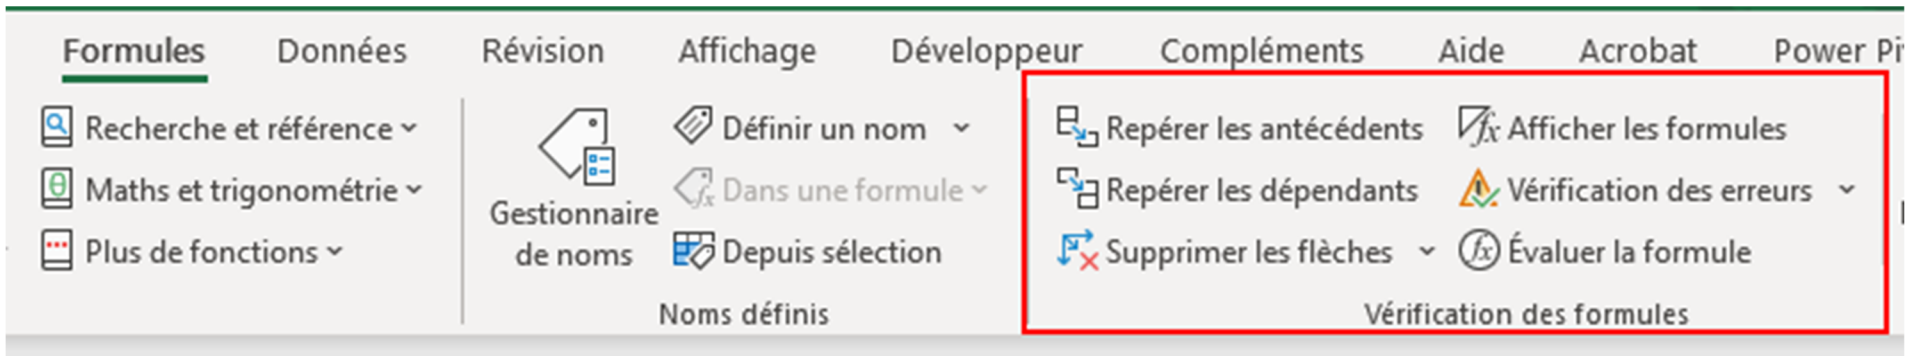 Formules Données Révision Affichage Développeur Compléments Aide Acrobat Power Pi
Recherche et référence
Maths et trigonométrie
Plus de fonctions
Gestionnaire
de noms
Définir un nom
Dans une formule
Depuis sélection
Noms définis
Repérer les antécédents
Repérer les dépendants
Supprimer les flèches
Afficher les formules
Vérification des erreurs
Évaluer la formule
Vérification des formules